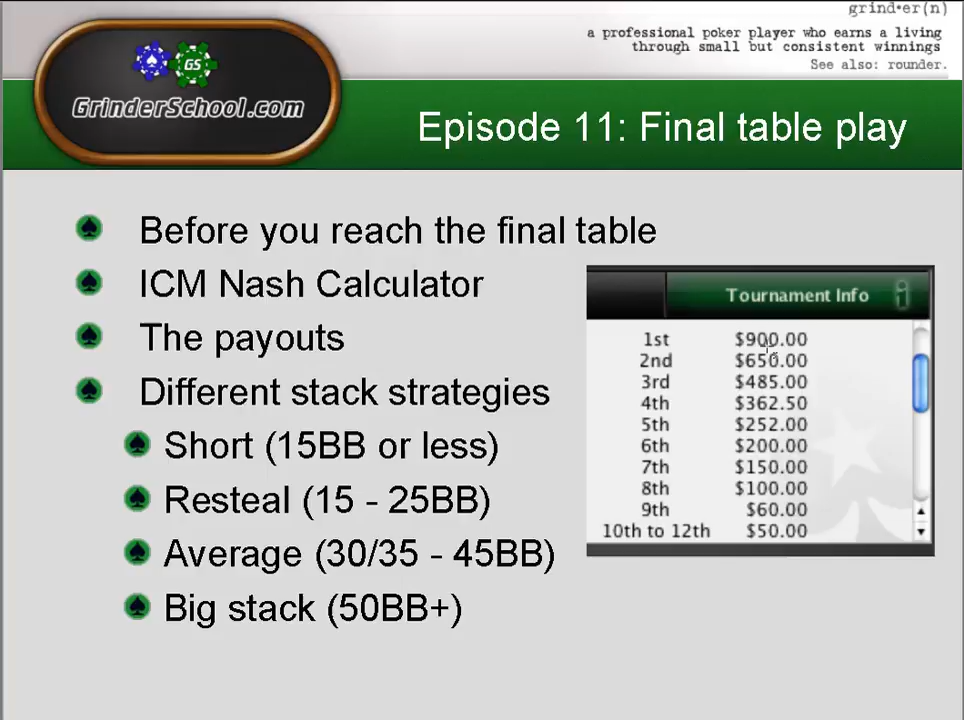 grind•er(n)
a professional poker player who earns a living
through small but consistent winnings
See also: rounder.
GS
GrinderSchool.com
Episode 11: Final table play
Before you reach the final table
ICM Nash Calculator
The payouts
Different stack strategies
Short (15BB or less)
Resteal (15 - 25BB)
Average (30/35 - 45BB)
Big stack (50BB+)
Tournament Info
1st $900.00
2nd $650.00
3rd $485.00
4th $362.50
5th $252.00
6th $200.00
7th $150.00
8th $100.00
9th $60.00
10th to 12th $50.00